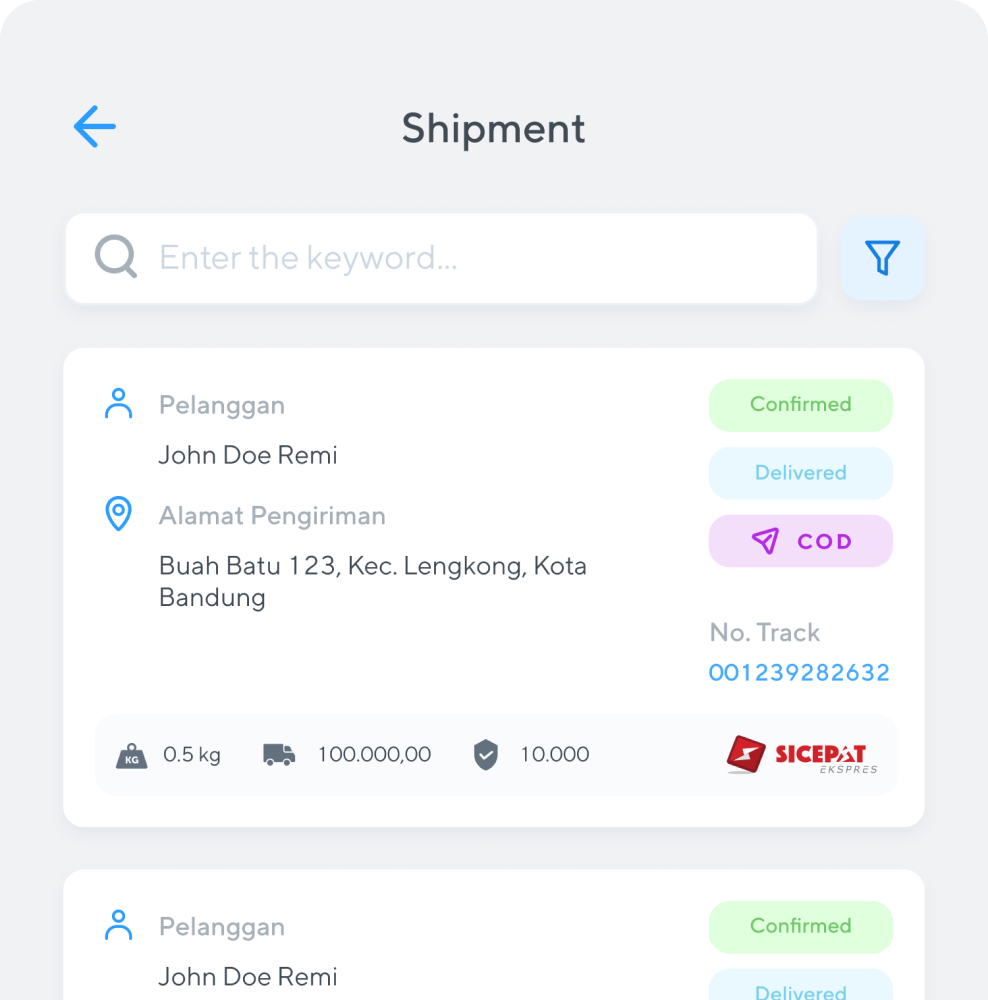 Shipment
Enter the keyword...
Pelanggan
John Doe Remi
Alamat Pengiriman
Buah Batu 123, Kec. Lengkong, Kota
Bandung
Confirmed
Delivered
COD
No. Track
001239282632
KG
0.5 kg
100.000,00
10.000
SICEPAT
EKSPRES
Pelanggan
John Doe Remi
Confirmed
Delivered